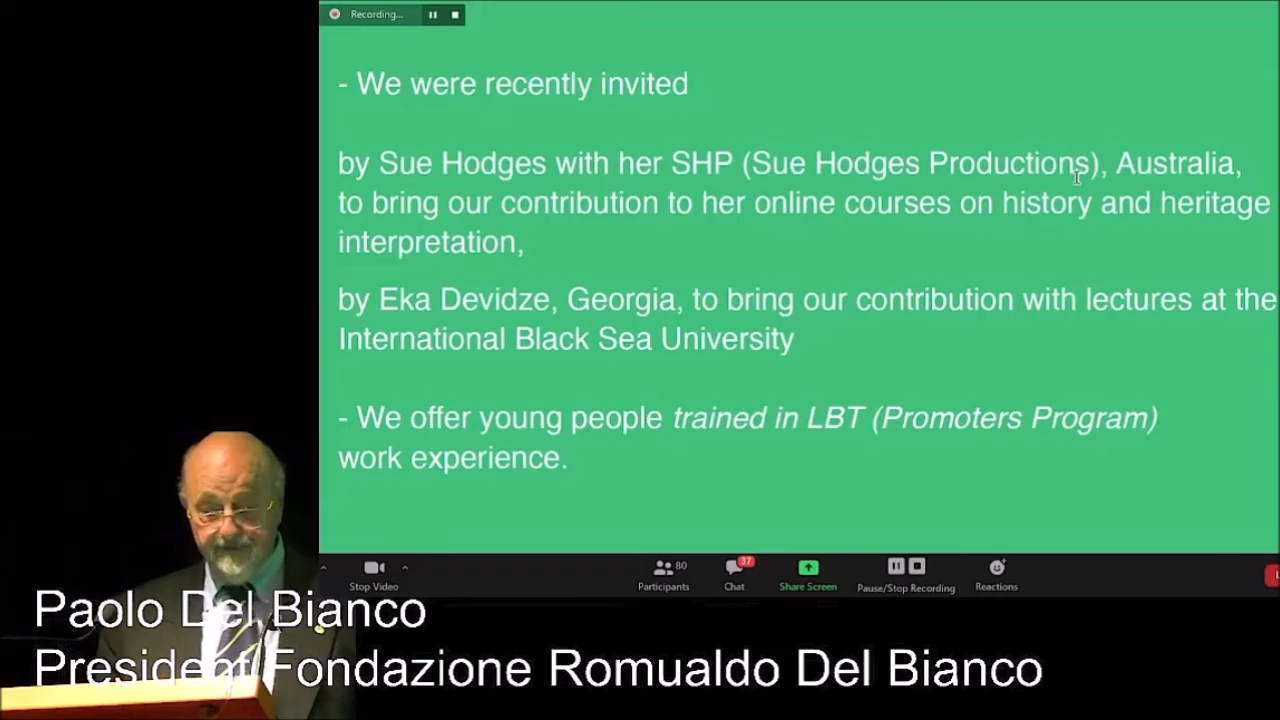 Recording...
- We were recently invited
by Sue Hodges with her SHP (Sue Hodges Productions), Australia,
to bring our contribution to her online courses on history and heritage
interpretation,
by Eka Devidze, Georgia, to bring our contribution with lectures at the
International Black Sea University
- We offer young people trained in LBT (Promoters Program)
work experience.
Stop Video
80
Participants
37
Chat
Share Screen
Pause/Stop Recording
Reactions
Paolo Del Bianco
President Fondazione Romualdo Del Bianco